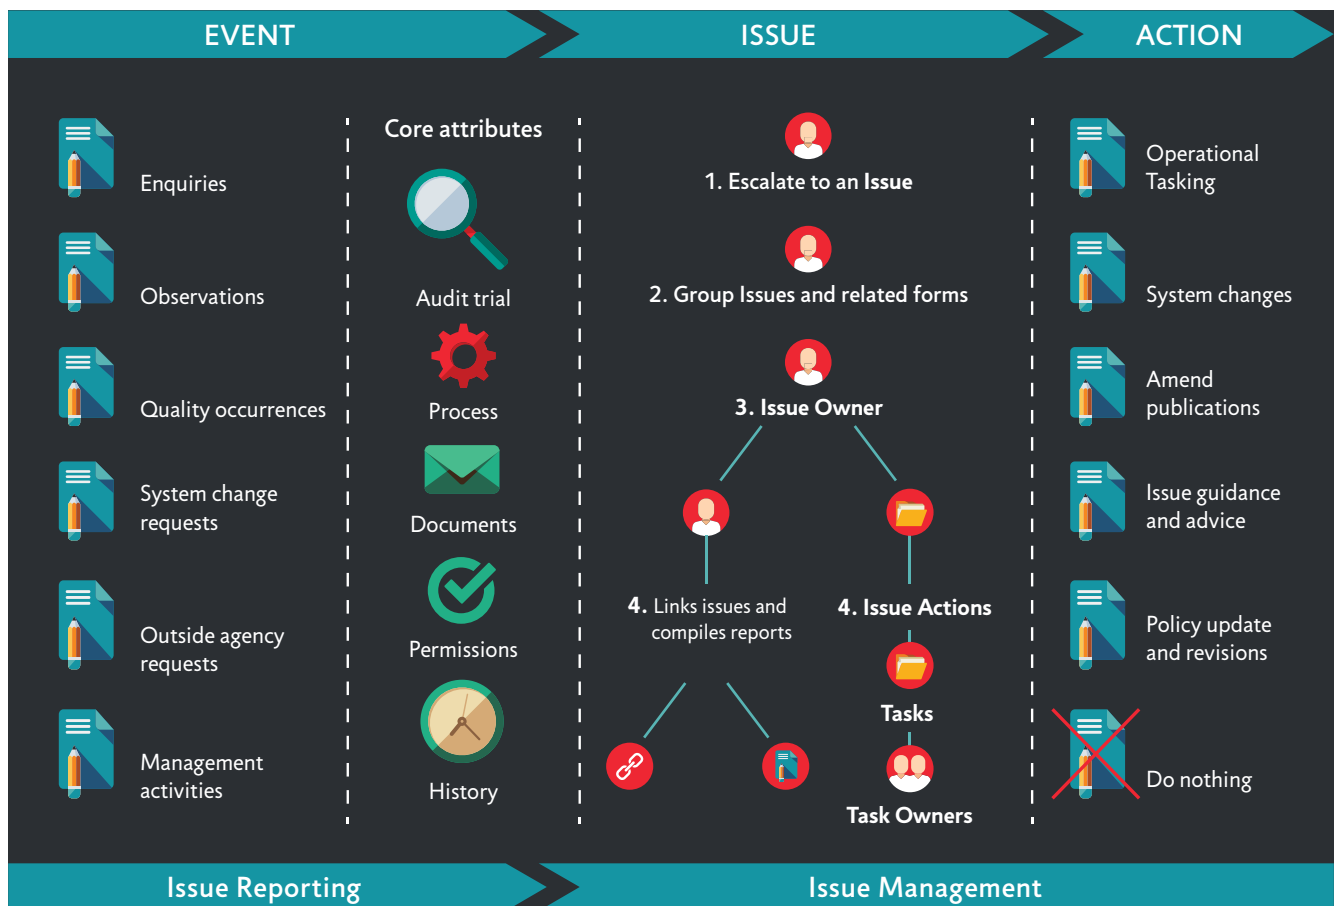 EVENT
ISSUE
ACTION
Enquiries
Observations
Quality occurrences
System change
requests
Outside agency
requests
Management
activities
Core attributes
Audit trial
Process
Documents
Permissions
History
1. Escalate to an Issue
2. Group Issues and related forms
3. Issue Owner
4. Links issues and
compiles reports
4. Issue Actions
Tasks
Task Owners
Operational
Tasking
System changes
Amend
publications
Issue guidance
and advice
Policy update
and revisions
Do nothing
Issue Reporting
Issue Management